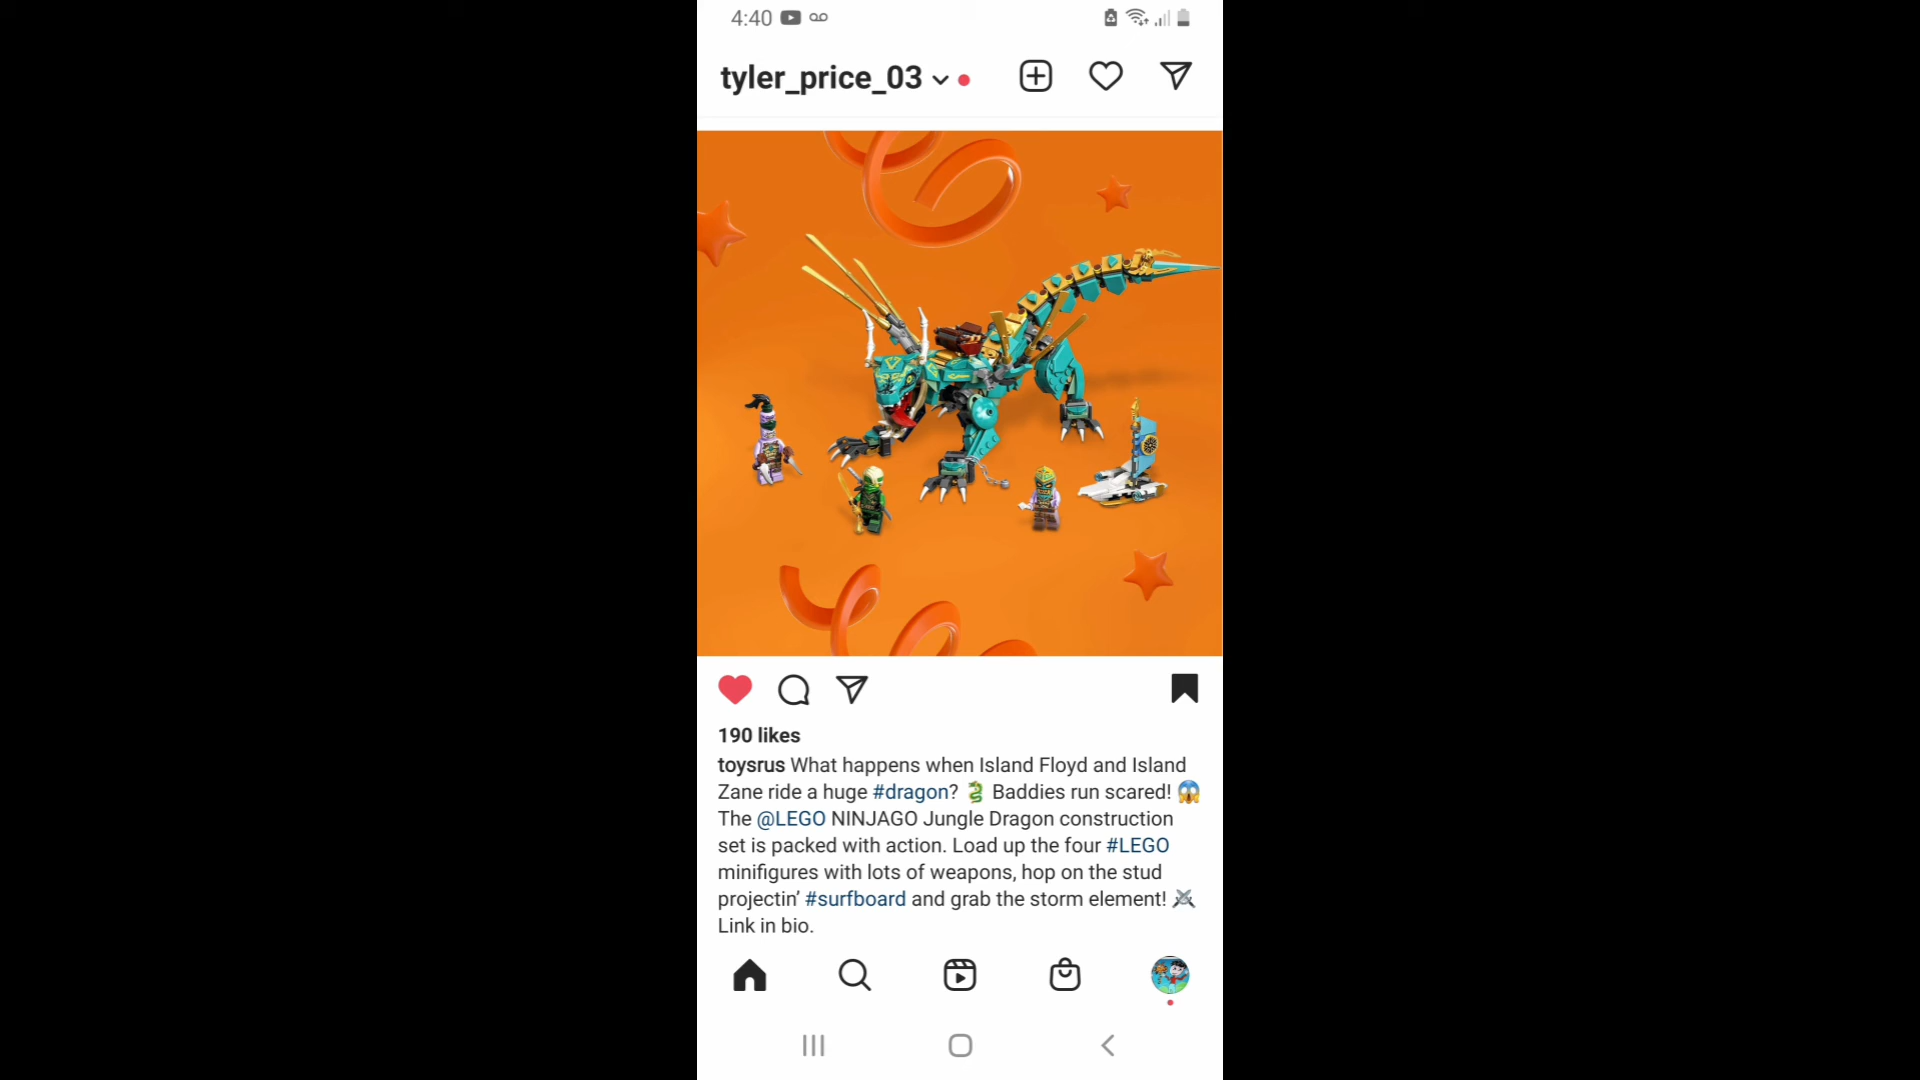 4:40
tyler_price_03
190 likes
toysrus What happens when Island Floyd and Island
Zane ride a huge #dragon? 🐉 Baddies run scared! 😱
The @LEGO NINJAGO Jungle Dragon construction
set is packed with action. Load up the four #LEGO
minifigures with lots of weapons, hop on the stud
projectin’ #surfboard and grab the storm element! ⚔️
Link in bio.